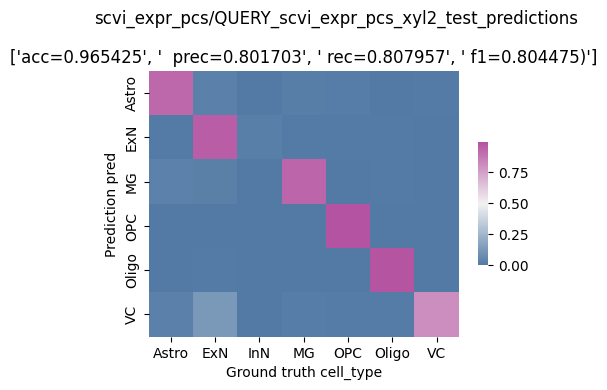 scvi_expr_pcs/QUERY_scvi_expr_pcs_xyl2_test_predictions
['acc=0.965425', '  prec=0.801703', ' rec=0.807957', ' f1=0.804475)']
Prediction pred
Astro
ExN
MG
OPC
Oligo
VC
0.75
0.50
0.25
0.00
Astro ExN InN MG OPC Oligo VC
Ground truth cell_type